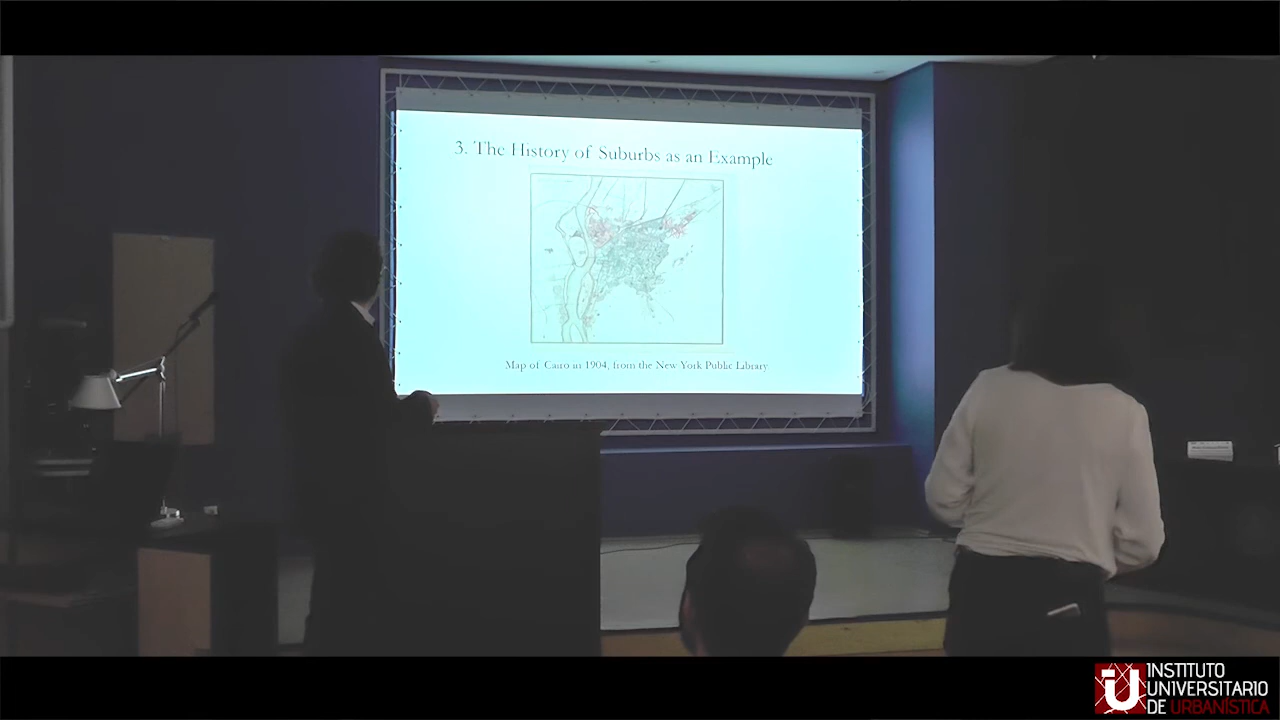 3. The History of Suburbs as an Example
Map of Cairo in 1904, from the New York Public Library
INSTITUTO
UNIVERSITARIO
DE URBANÍSTICA